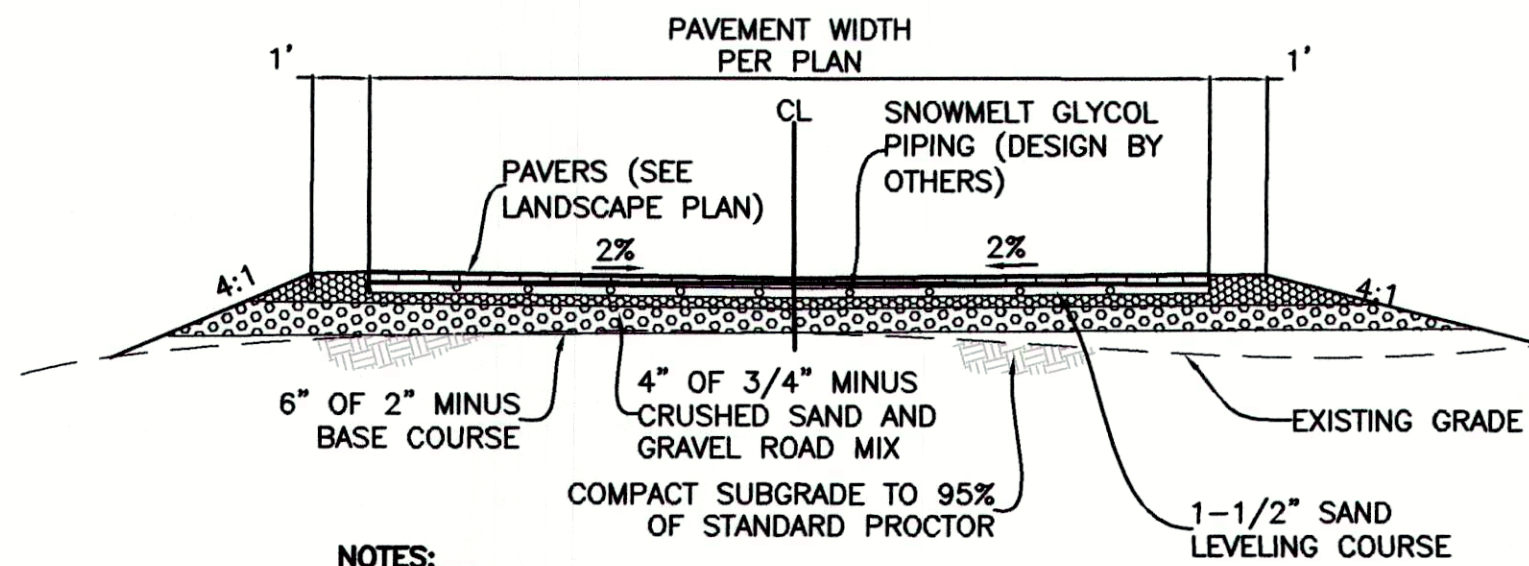 PAVEMENT WIDTH
PER PLAN
1'
1'
CL
SNOWMELT GLYCOL
PIPING (DESIGN BY
OTHERS)
PAVERS (SEE
LANDSCAPE PLAN)
2%
2%
4:1
4:1
6" OF 2" MINUS
BASE COURSE
4" OF 3/4" MINUS
CRUSHED SAND AND
GRAVEL ROAD MIX
EXISTING GRADE
COMPACT SUBGRADE TO 95%
OF STANDARD PROCTOR
1-1/2" SAND
LEVELING COURSE
NOTES: